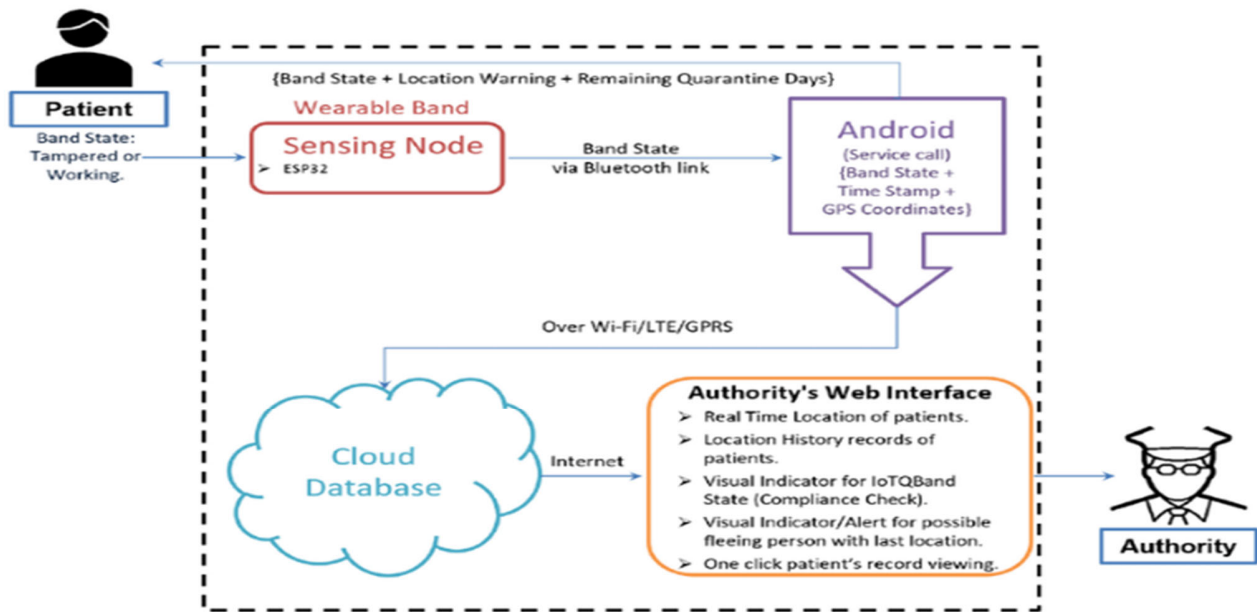 {Band State + Location Warning + Remaining Quarantine Days}
Patient
Band State:
Tampered or
Working.
Wearable Band
Sensing Node
➢ ESP32
Band State
via Bluetooth link
Android
(Service call)
{Band State +
Time Stamp +
GPS Coordinates}
Over Wi-Fi/LTE/GPRS
Cloud
Database
Internet
Authority's Web Interface
➢ Real Time Location of patients.
➢ Location History records of
patients.
➢ Visual Indicator for IoTQBand
State (Compliance Check).
➢ Visual Indicator/Alert for possible
fleeing person with last location.
➢ One click patient's record viewing.
Authority